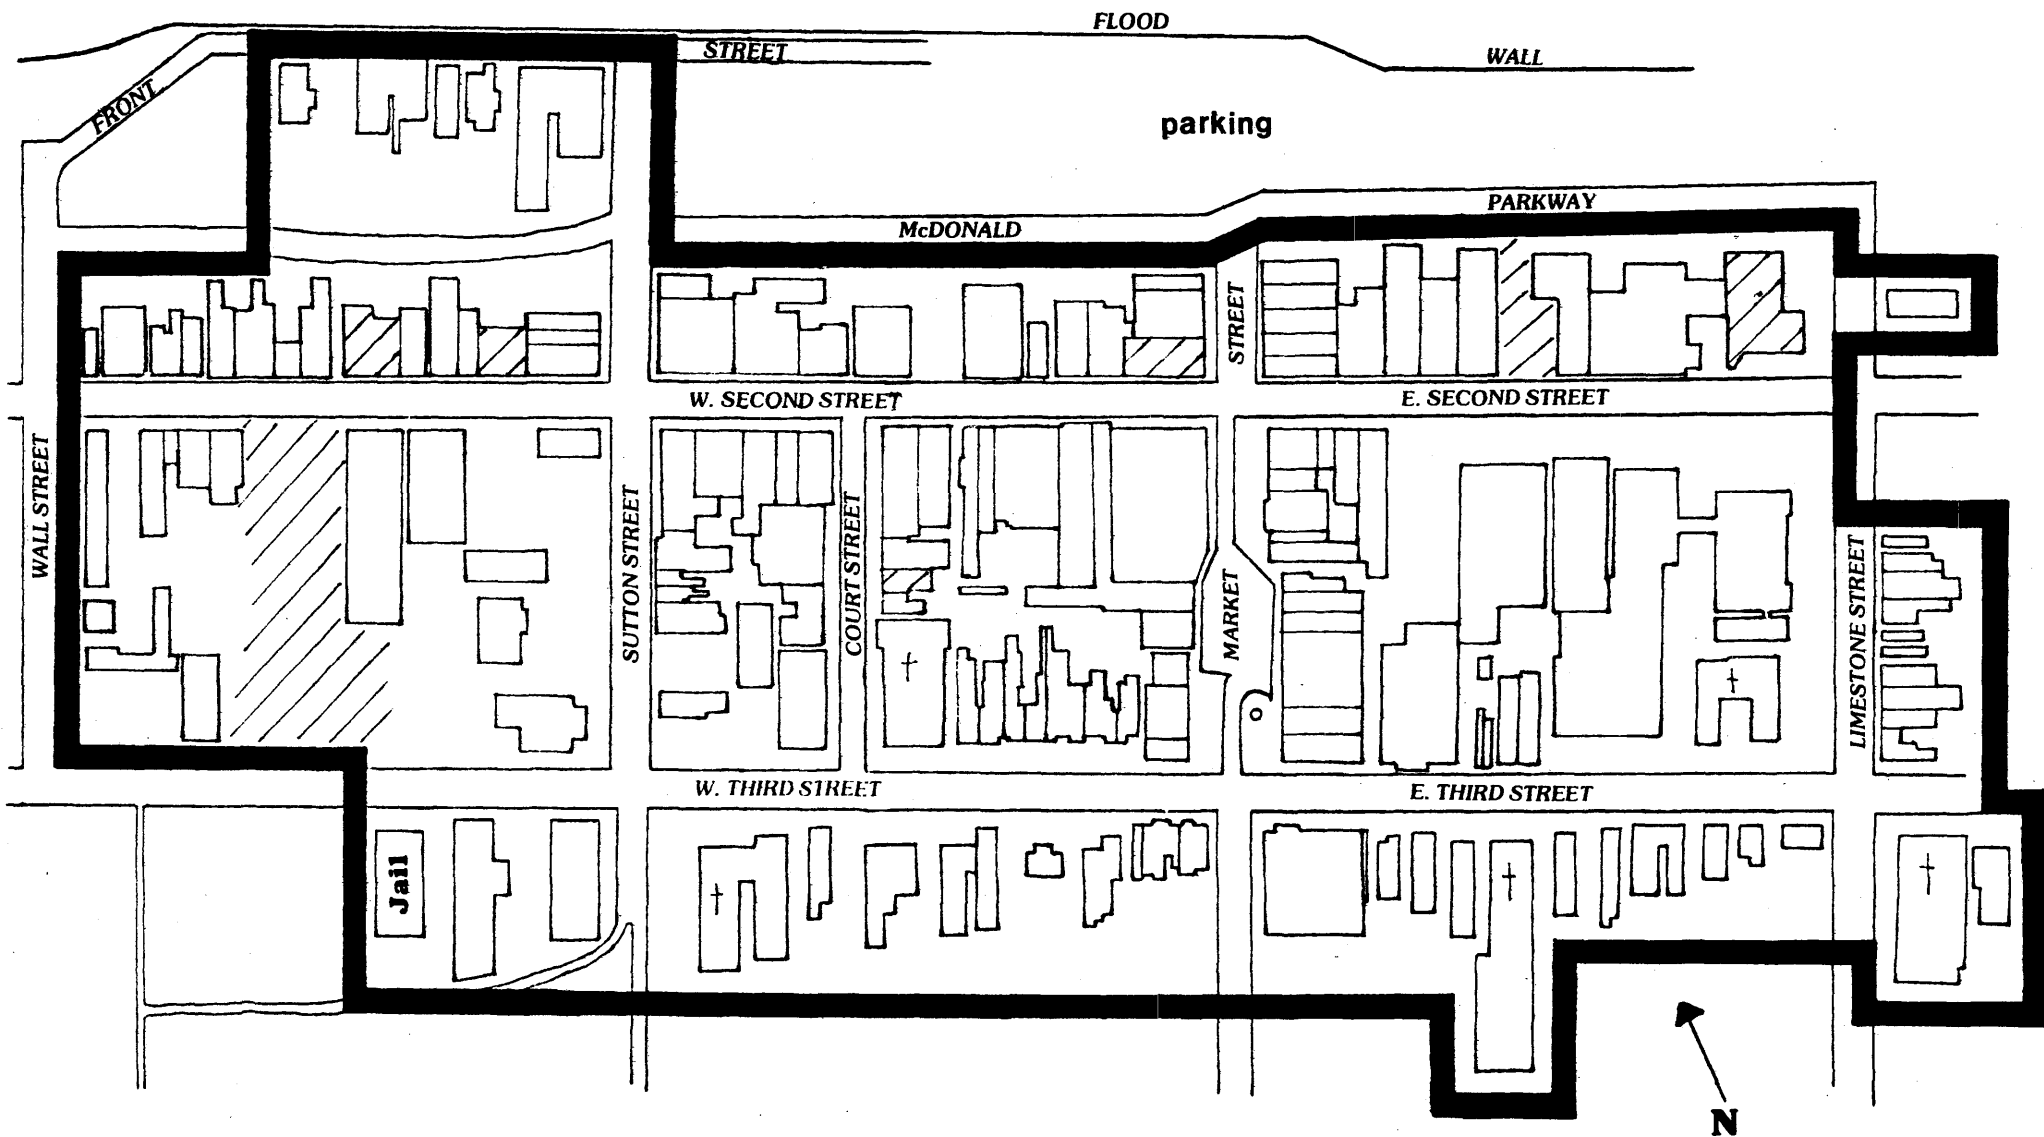 FLOOD
STREET
WALL
FRONT
parking
PARKWAY
McDONALD
STREET
W. SECOND STREET
E. SECOND STREET
WALL STREET
SUTTON STREET
COURT STREET
MARKET
LIMESTONE STREET
W. THIRD STREET
E. THIRD STREET
Jail
N